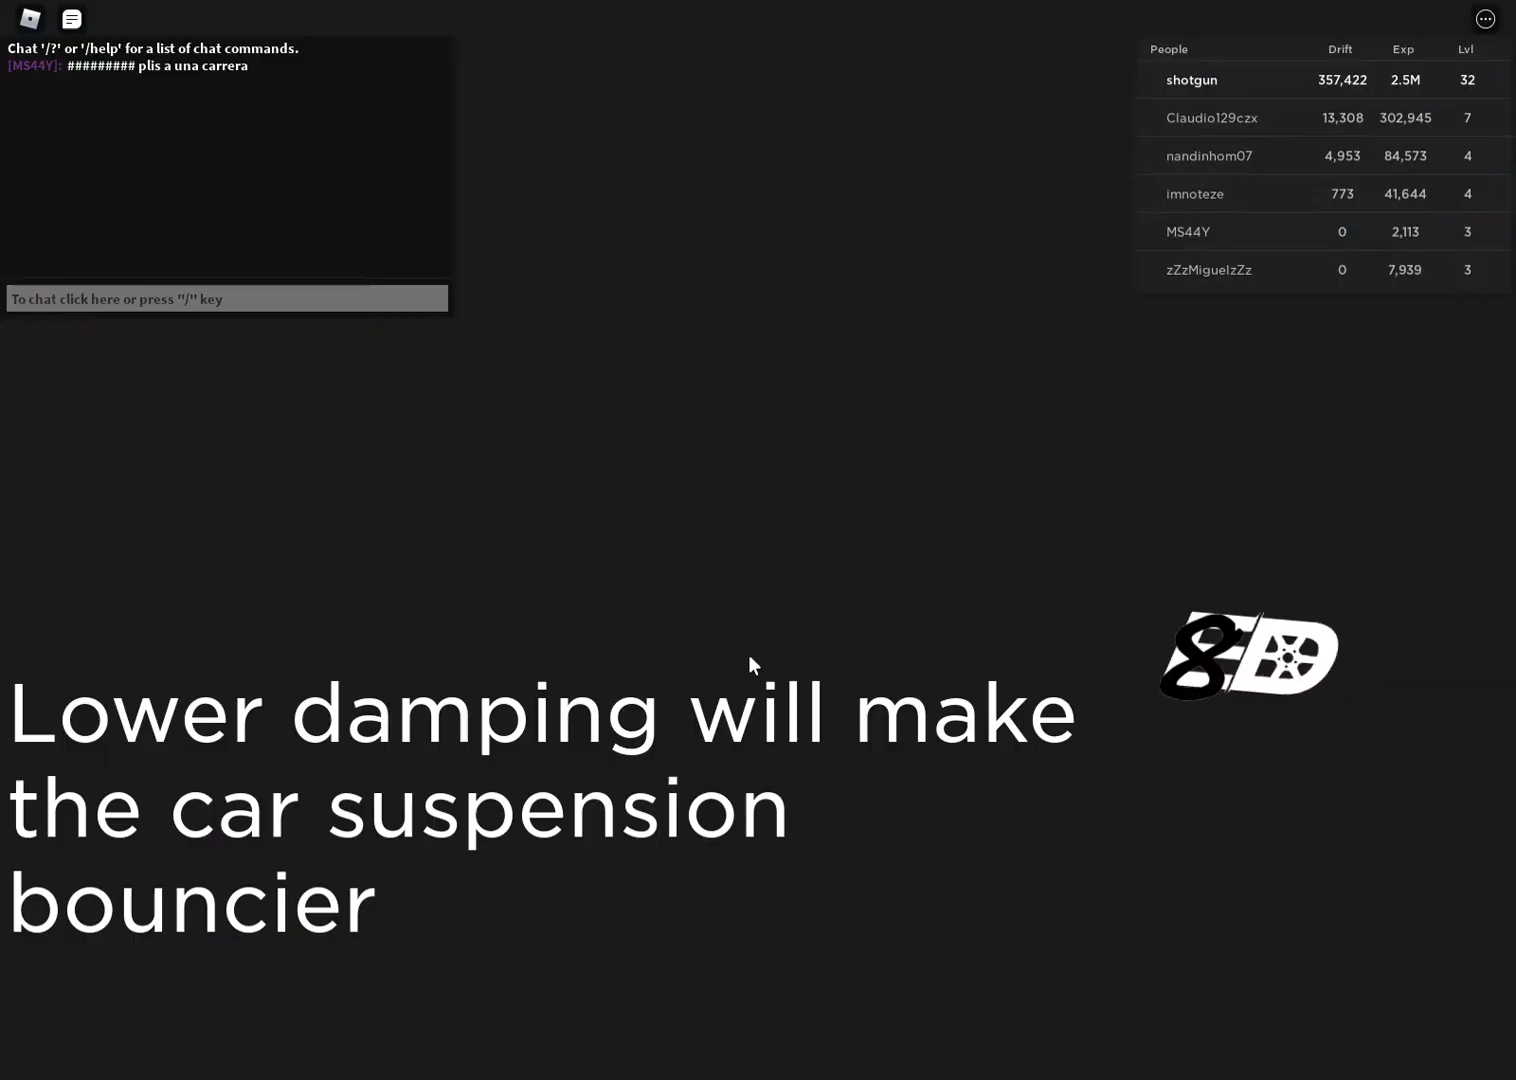 Chat '/?' or '/help' for a list of chat commands.
[MS44Y]: ######### plis a una carrera
To chat click here or press "/" key
People Drift Exp Lvl
shotgun 357,422 2.5M 32
Claudio129czx 13,308 302,945 7
nandinhom07 4,953 84,573 4
imnoteze 773 41,644 4
MS44Y 0 2,113 3
zZzMiguelzZz 0 7,939 3
8D
Lower damping will make
the car suspension
bouncier